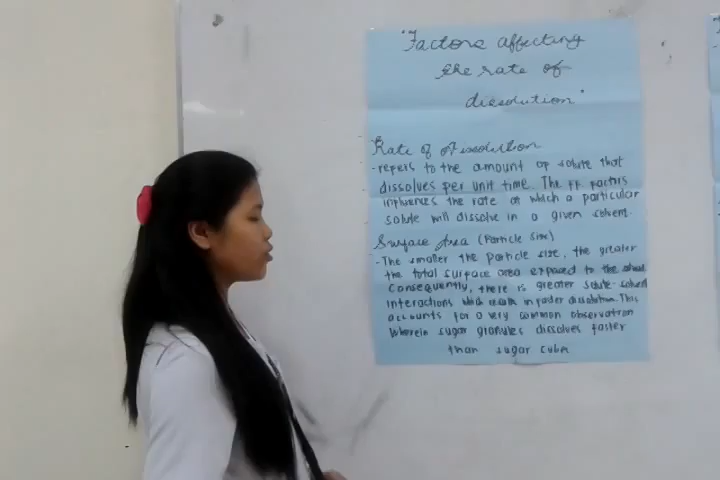 "Factors affecting
the rate of
dissolution"
Rate of dissolution
- refers to the amount of solute that
dissolves per unit time. The ff factors
influences the rate at which a particular
solute will dissolve in a given solvent.
Surface Area (Particle Size)
- The smaller the particle size, the greater
the total surface area exposed to the
Consequently, there is greater solute-solvent
interactions which result in faster dissolution. This
accounts for a very common observation
wherein sugar granules dissolves faster
than sugar cube